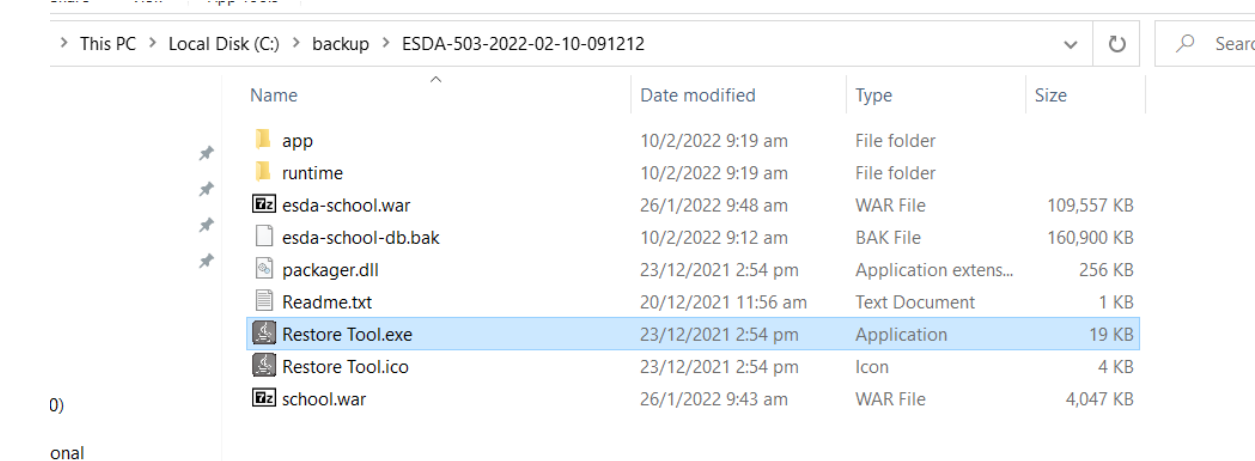 This PC > Local Disk (C:) > backup > ESDA-503-2022-02-10-091212
Name Date modified Type Size
app 10/2/2022 9:19 am File folder
runtime 10/2/2022 9:19 am File folder
esda-school.war 26/1/2022 9:48 am WAR File 109,557 KB
esda-school-db.bak 10/2/2022 9:12 am BAK File 160,900 KB
packager.dll 23/12/2021 2:54 pm Application extens... 256 KB
Readme.txt 20/12/2021 11:56 am Text Document 1 KB
Restore Tool.exe 23/12/2021 2:54 pm Application 19 KB
Restore Tool.ico 23/12/2021 2:54 pm Icon 4 KB
school.war 26/1/2022 9:43 am WAR File 4,047 KB
0)
onal